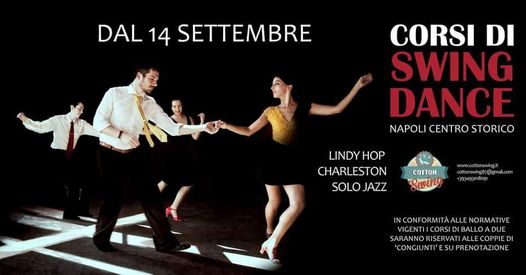 DAL 14 SETTEMBRE
CORSI DI
SWING
DANCE
NAPOLI CENTRO STORICO
LINDY HOP
CHARLESTON
SOLO JAZZ
COTTON
Swing
www.cottonswing.it
cottonswing87@gmail.com
IN CONFORMITÀ ALLE NORMATIVE
VIGENTI I CORSI DI BALLO A DUE
SARANNO RISERVATI ALLE COPPIE DI
'CONGIUNTI' E SU PRENOTAZIONE